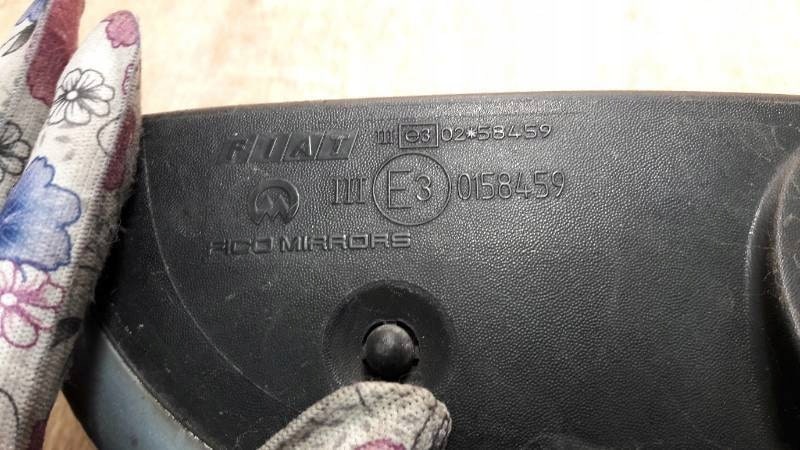 FIAT III e3 02*58459
III E3 0158459
FICO MIRRORS